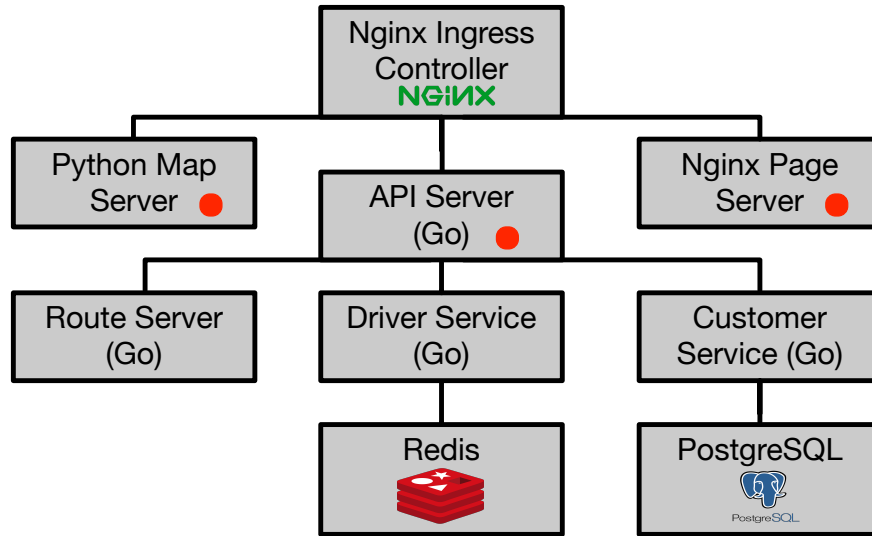 Nginx Ingress
Controller
NGINX
Python Map
Server
API Server
(Go)
Nginx Page
Server
Route Server
(Go)
Driver Service
(Go)
Customer
Service (Go)
Redis
PostgreSQL
PostgreSQL